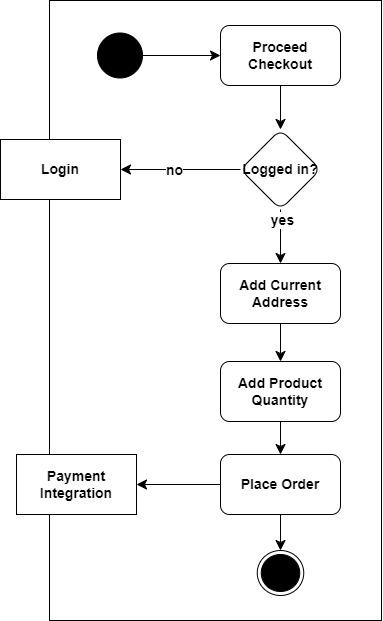 Proceed
Checkout
Login
no
Logged in?
yes
Add Current
Address
Add Product
Quantity
Payment
Integration
Place Order